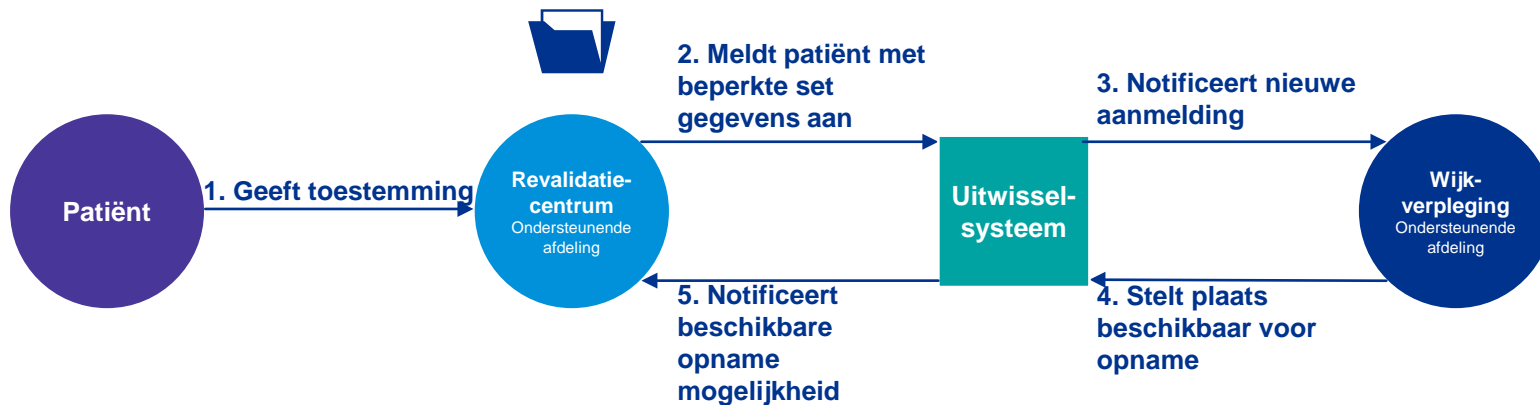 Patiënt
1. Geeft toestemming
Revalidatie-
centrum
Ondersteunende
afdeling
2. Meldt patiënt met
beperkte set
gegevens aan
Uitwissel-
systeem
3. Notificeert nieuwe
aanmelding
Wijk-
verpleging
Ondersteunende
afdeling
4. Stelt plaats
beschikbaar voor
opname
5. Notificeert
beschikbare
opname
mogelijkheid